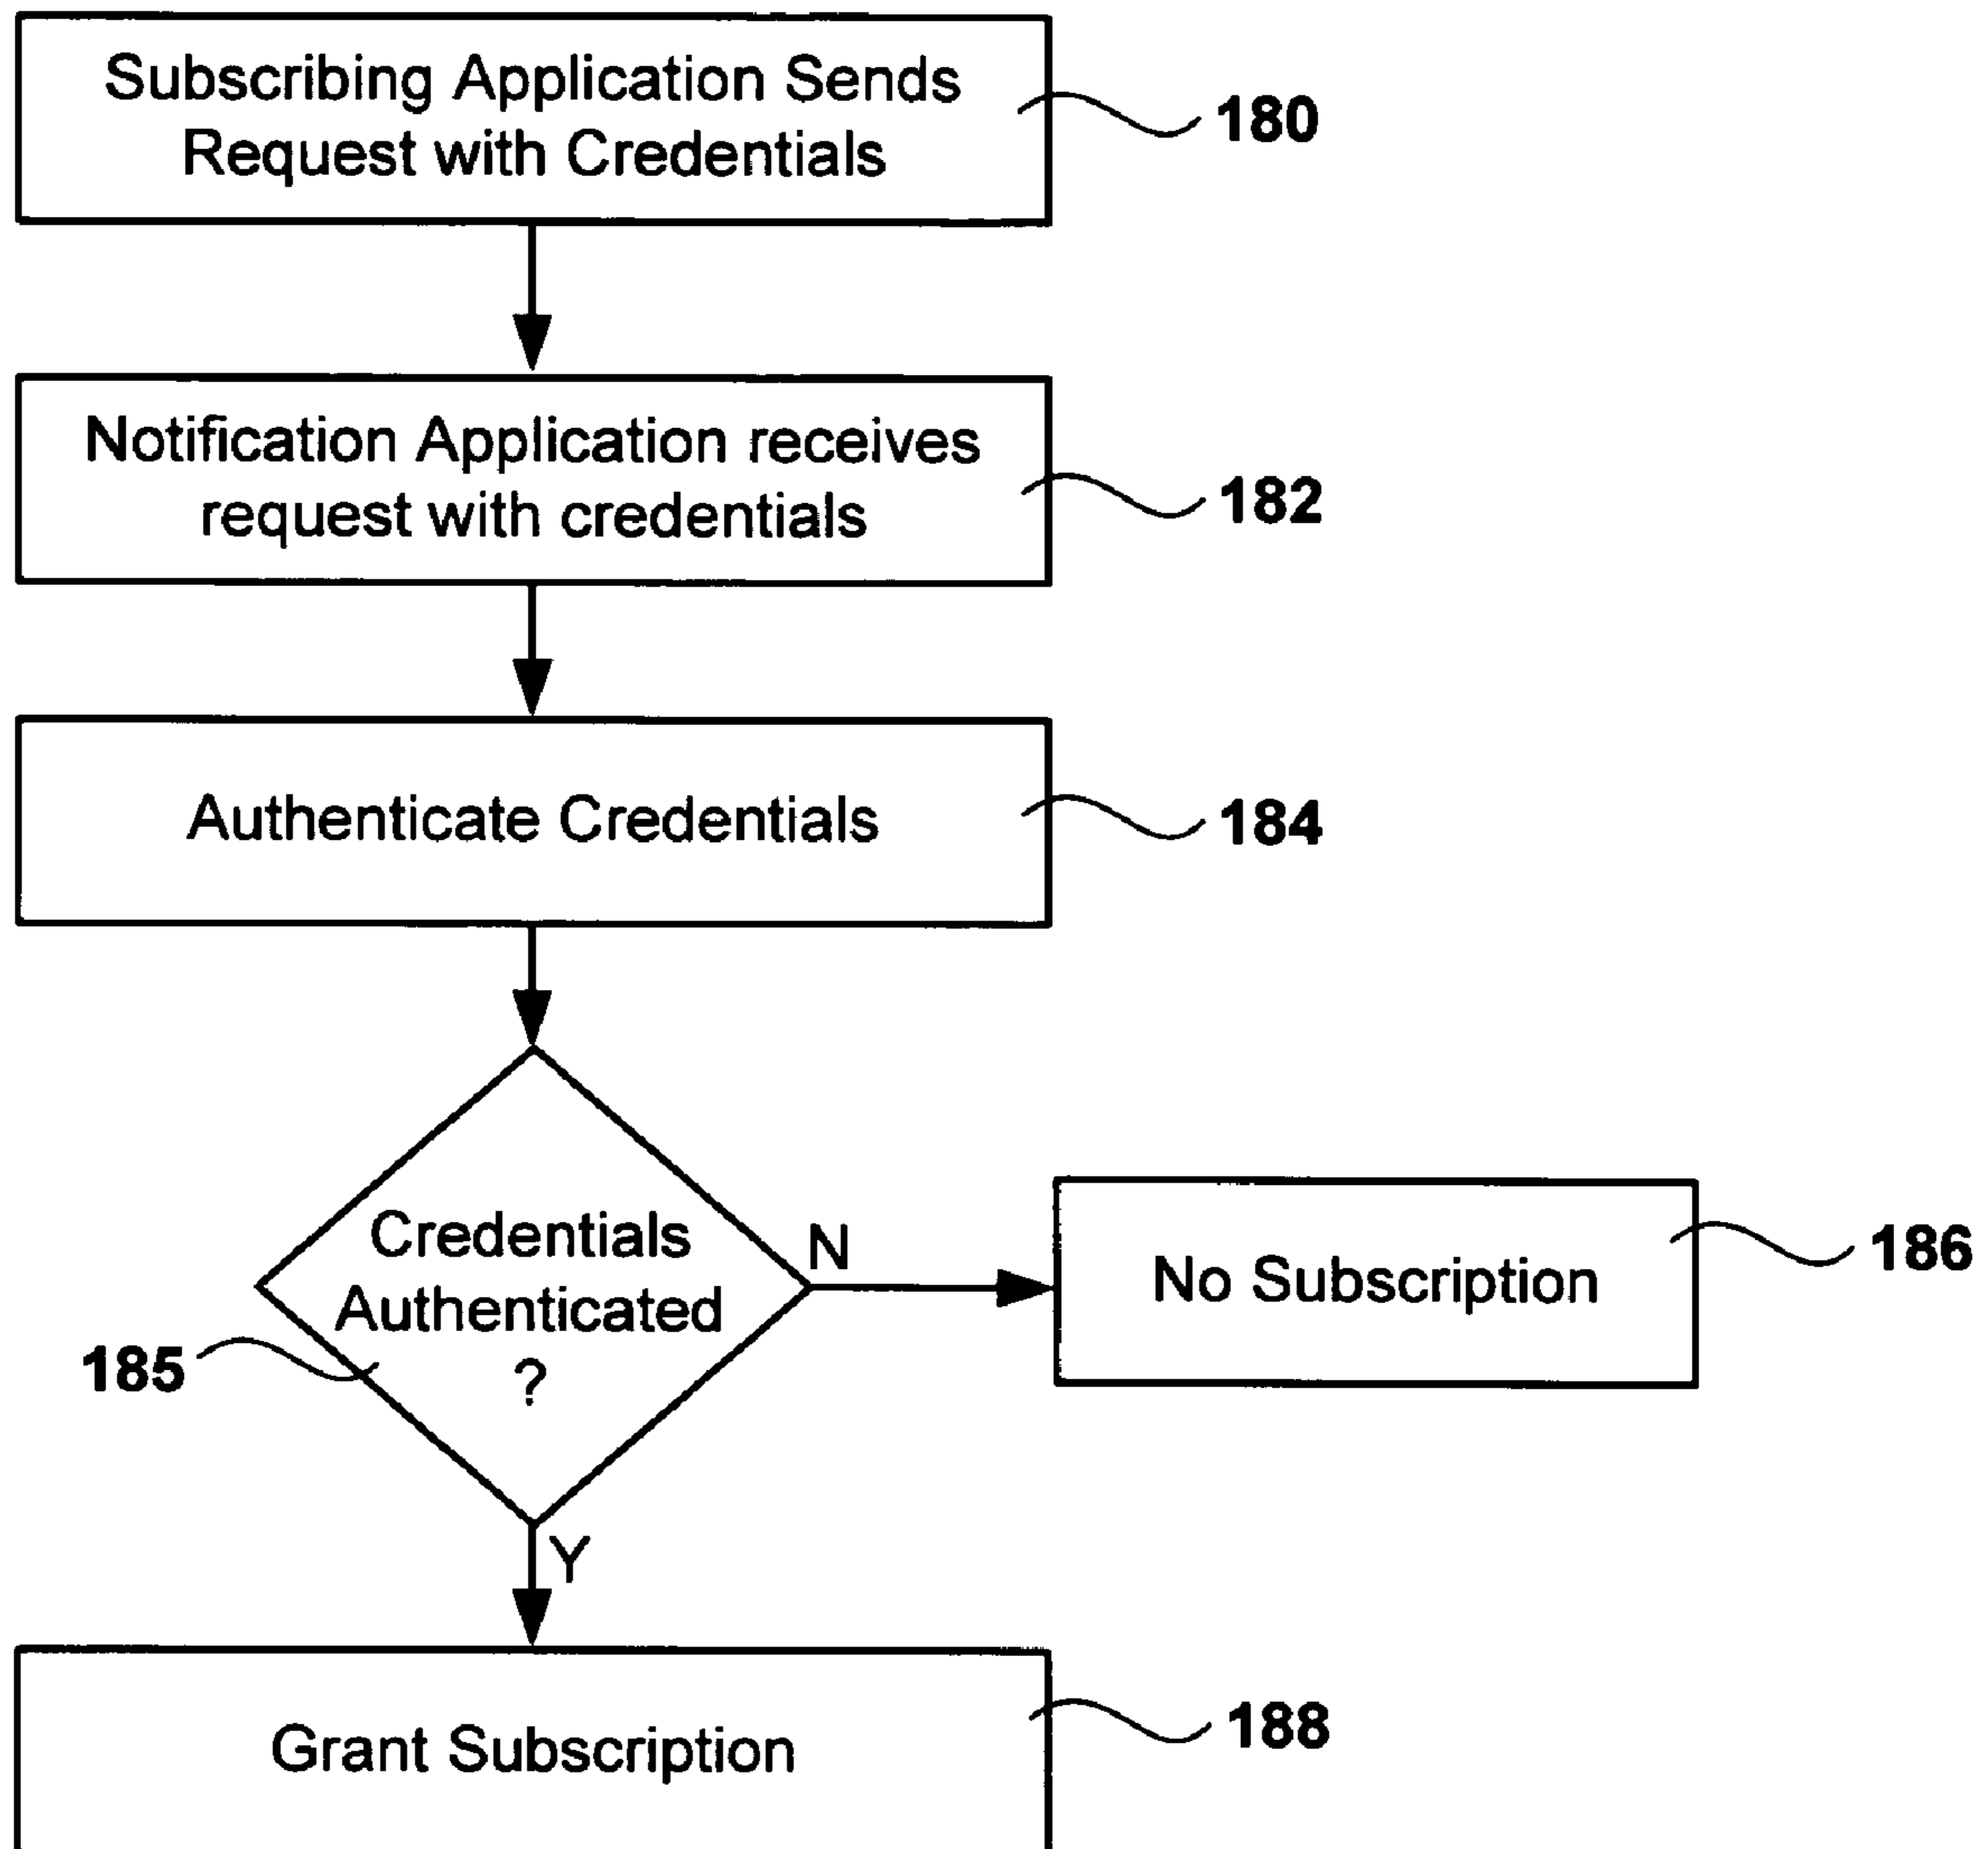 Subscribing Application Sends
Request with Credentials
180
Notification Application receives
request with credentials
182
Authenticate Credentials
184
Credentials
Authenticated
?
185
N
No Subscription
186
Y
Grant Subscription
188